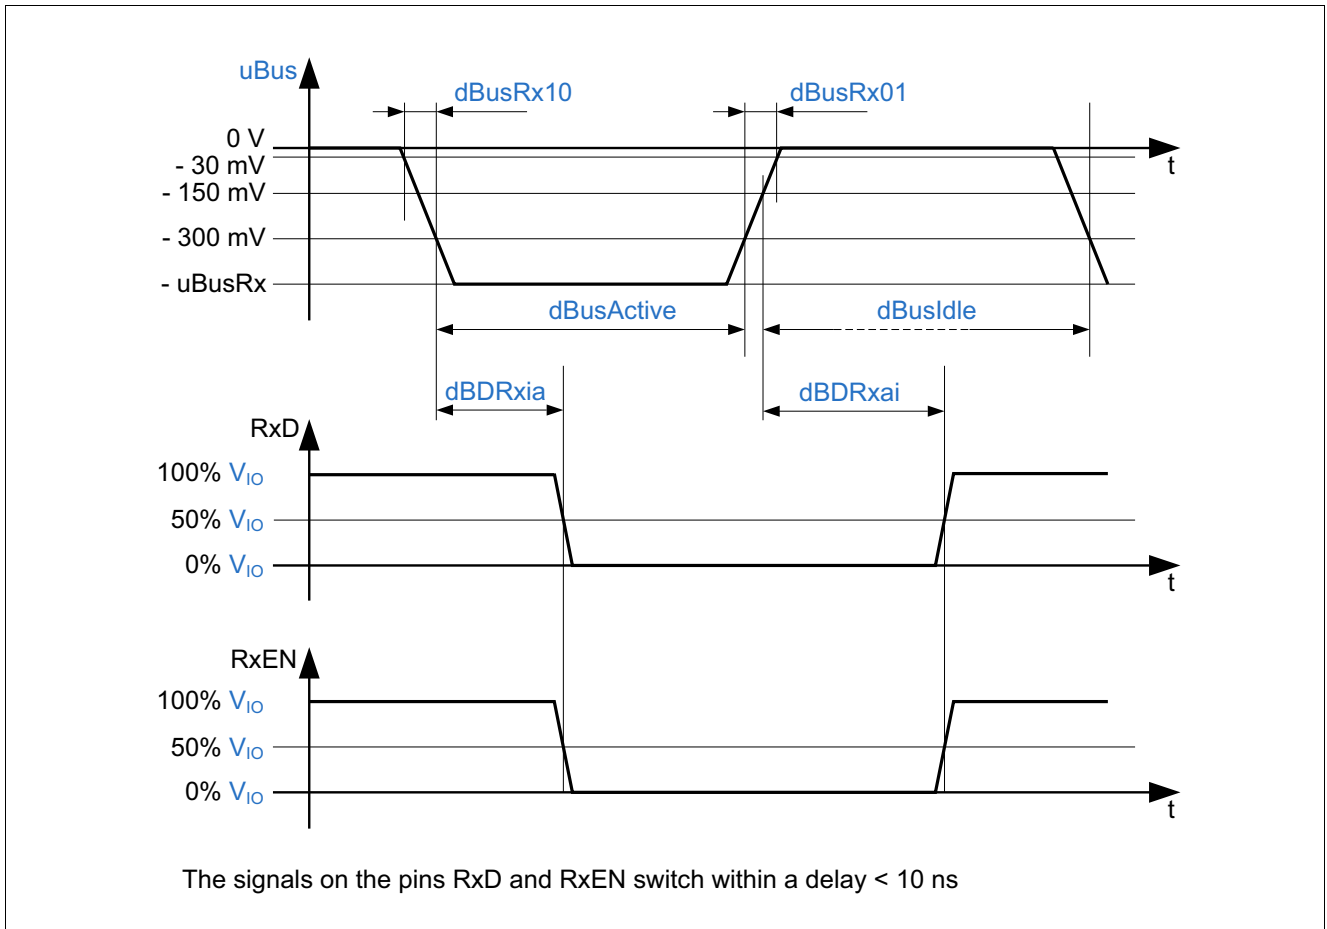 uBus
dBusRx10
dBusRx01
0 V
t
- 30 mV
- 150 mV
- 300 mV
- uBusRx
dBusActive
dBusIdle
dBDRxia
dBDRxai
RxD
100% VIO
50% VIO
0% VIO
t
RxEN
100% VIO
50% VIO
0% VIO
t
The signals on the pins RxD and RxEN switch within a delay < 10 ns